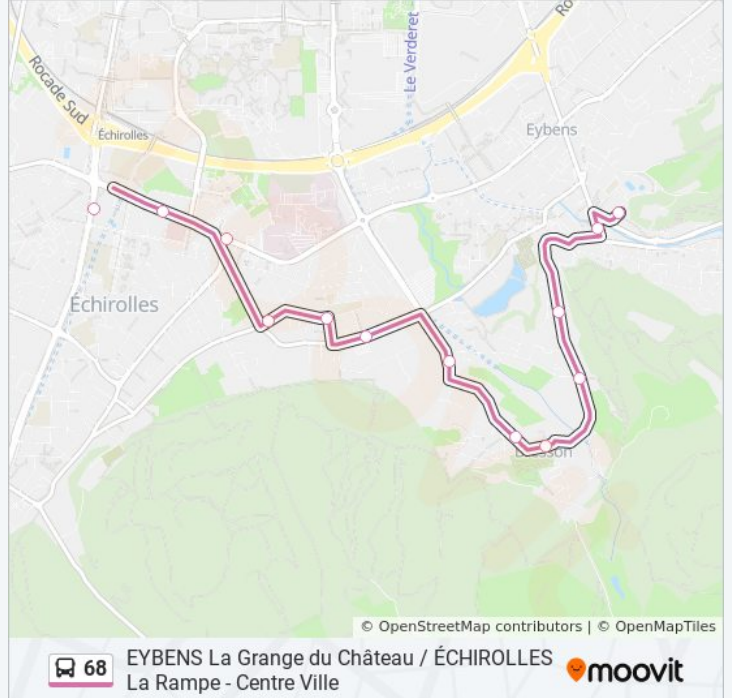 Ro
Le Verderet
Rocade Sud
Échirolles
Eybens
Échirolles
© OpenStreetMap contributors | © OpenMapTiles
68
EYBENS La Grange du Château / ÉCHIROLLES
La Rampe - Centre Ville
moovit